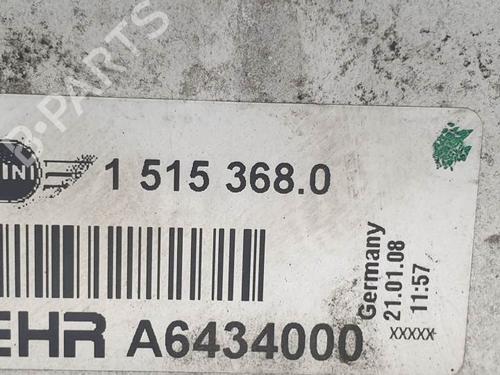 B-PARTS
INI
1 515 368.0
EHR A6434000
Germany
21.01.08
11:57
XXXXX